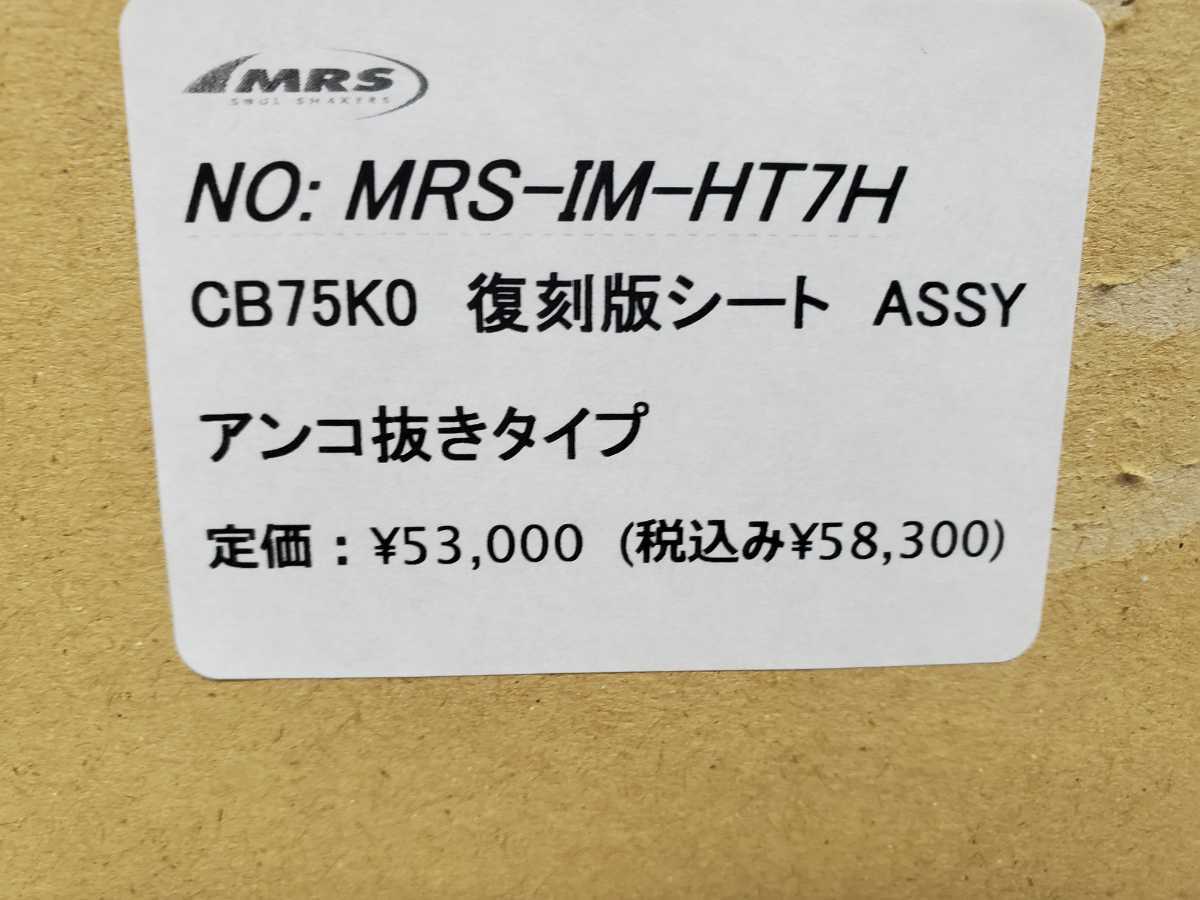 MRS
SOUL SHAKERS
NO: MRS-IM-HT7H
CB75K0 復刻版シート ASSY
アンコ抜きタイプ
定価：¥53,000 (税込み¥58,300)